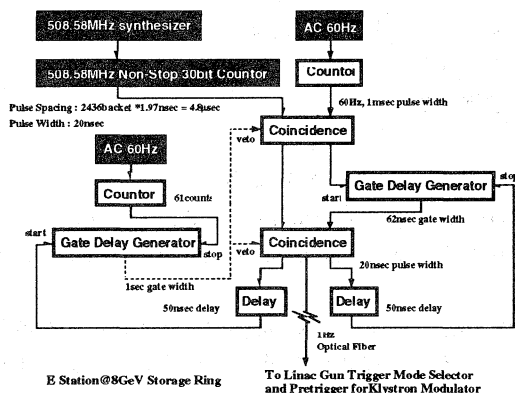 508.58MHz synthesizer
AC 60Hz
508.58MHz Non-Stop 30bit Countor
Countor
Pulse Spacing : 2436backet *1.97nsec = 4.8μsec
Pulse Width : 20nsec
60Hz, 1msec pulse width
veto
Coincidence
AC 60Hz
stop
Countor
61counts
start
Gate Delay Generator
62nsec gate width
start
Gate Delay Generator
stop
veto
Coincidence
1sec gate width
20nsec pulse width
Delay
Delay
50nsec delay
50nsec delay
1Hz
Optical Fiber
E Station@8GeV Storage Ring
To Linac Gun Trigger Mode Selector
and Pretrigger forKlystron Modulator